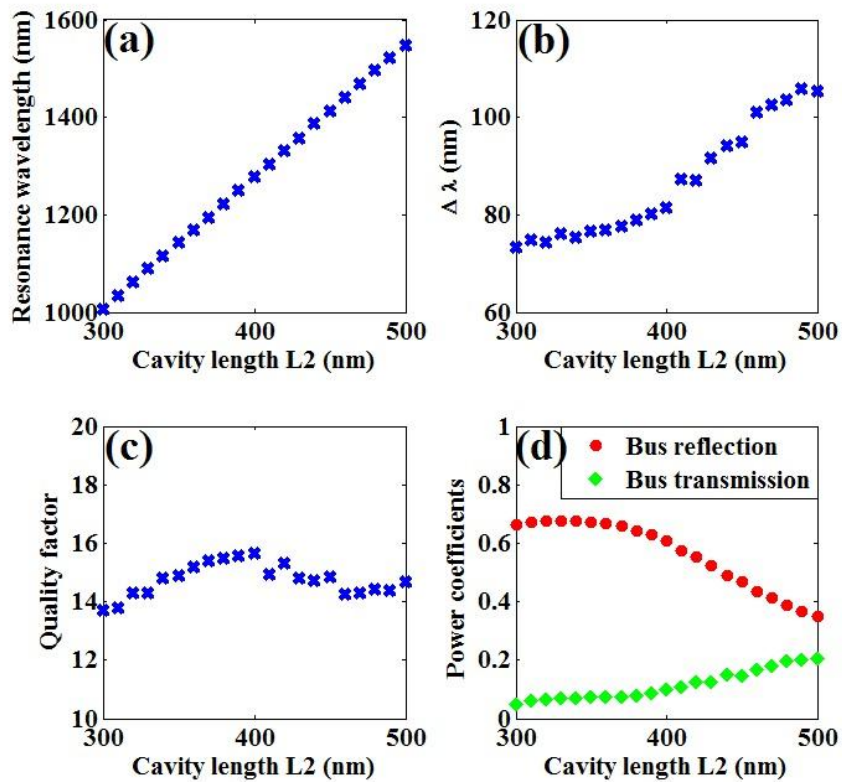 (a)
Resonance wavelength (nm)
1600
1400
1200
1000
300
400
500
Cavity length L2 (nm)
(b)
Δ λ (nm)
120
100
80
60
300
400
500
Cavity length L2 (nm)
(c)
Quality factor
20
18
16
14
12
10
300
400
500
Cavity length L2 (nm)
(d)
Bus reflection
Bus transmission
Power coefficients
1
0.8
0.6
0.4
0.2
0
300
400
500
Cavity length L2 (nm)